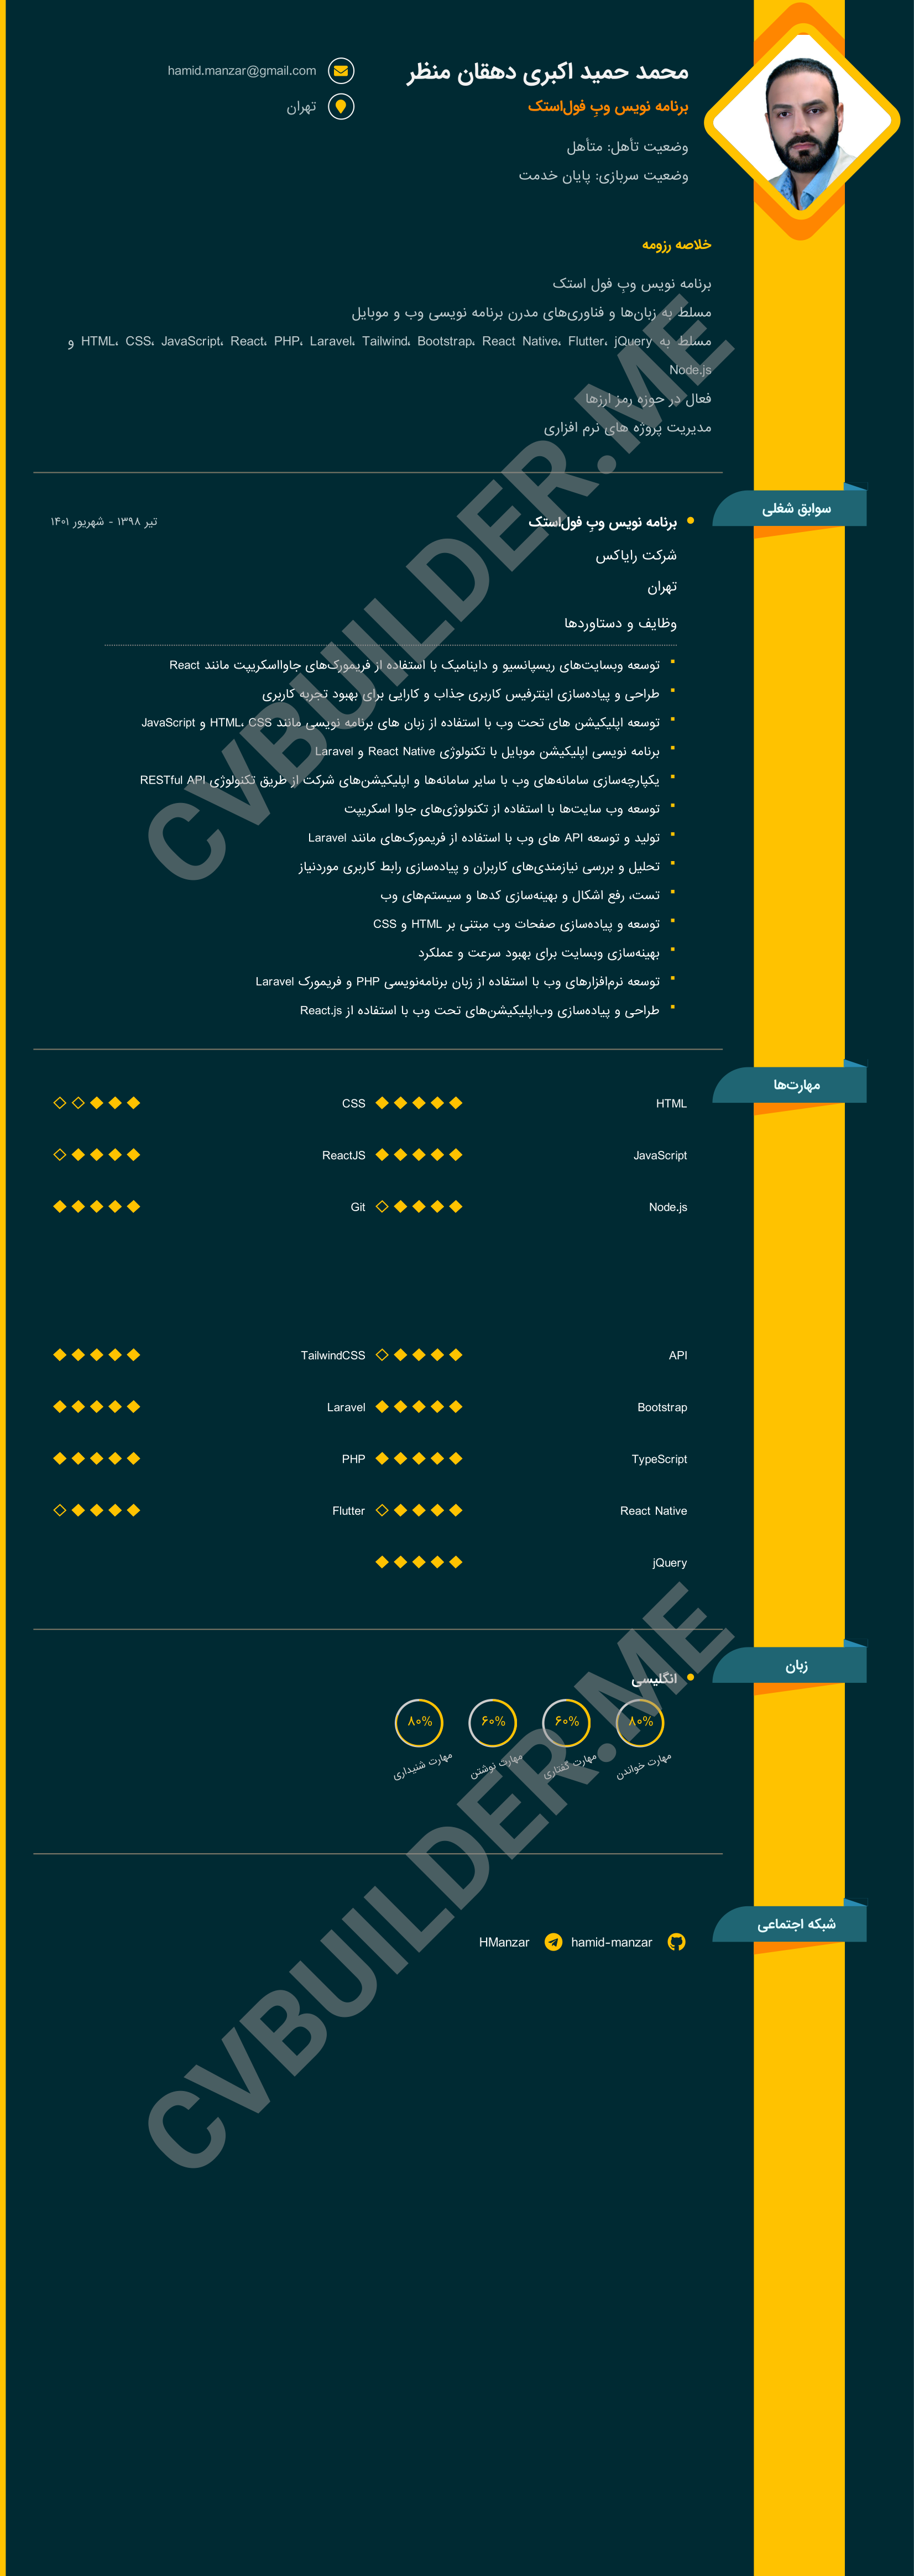 محمد حمید اکبری دهقان منظر
برنامه نویس وبِ فول‌استک
وضعیت تأهل: متأهل
وضعیت سربازی: پایان خدمت
hamid.manzar@gmail.com
تهران
خلاصه رزومه
برنامه نویس وبِ فول استک
مسلط به زبان‌ها و فناوری‌های مدرن برنامه نویسی وب و موبایل
مسلط به HTML، CSS، JavaScript، React، PHP، Laravel، Tailwind، Bootstrap، React Native، Flutter، jQuery و
Node.js
فعال در حوزه رمز ارزها
مدیریت پروژه های نرم افزاری
سوابق شغلی
برنامه نویس وبِ فول‌استک
تیر ۱۳۹۸ - شهریور ۱۴۰۱
شرکت رایاکس
تهران
وظایف و دستاوردها
توسعه وبسایت‌های ریسپانسیو و داینامیک با استفاده از فریمورک‌های جاوااسکریپت مانند React
طراحی و پیاده‌سازی اینترفیس کاربری جذاب و کارایی برای بهبود تجربه کاربری
توسعه اپلیکیشن های تحت وب با استفاده از زبان های برنامه نویسی مانند HTML، CSS و JavaScript
برنامه نویسی اپلیکیشن موبایل با تکنولوژی React Native و Laravel
یکپارچه‌سازی سامانه‌های وب با سایر سامانه‌ها و اپلیکیشن‌های شرکت از طریق تکنولوژی RESTful API
توسعه وب سایت‌ها با استفاده از تکنولوژی‌های جاوا اسکریپت
تولید و توسعه API های وب با استفاده از فریمورک‌های مانند Laravel
تحلیل و بررسی نیازمندی‌های کاربران و پیاده‌سازی رابط کاربری موردنیاز
تست، رفع اشکال و بهینه‌سازی کدها و سیستم‌های وب
توسعه و پیاده‌سازی صفحات وب مبتنی بر HTML و CSS
بهینه‌سازی وبسایت برای بهبود سرعت و عملکرد
توسعه نرم‌افزارهای وب با استفاده از زبان برنامه‌نویسی PHP و فریمورک Laravel
طراحی و پیاده‌سازی وب‌اپلیکیشن‌های تحت وب با استفاده از React.js
CVBUILDER.ME
مهارت‌ها
HTML
CSS
JavaScript
ReactJS
Node.js
Git
API
TailwindCSS
Bootstrap
Laravel
TypeScript
PHP
React Native
Flutter
jQuery
زبان
انگلیسی
۸۰% ۶۰% ۶۰% ۸۰%
مهارت خواندن مهارت گفتاری مهارت نوشتن مهارت شنیداری
شبکه اجتماعی
hamid-manzar
HManzar
CVBUILDER.ME